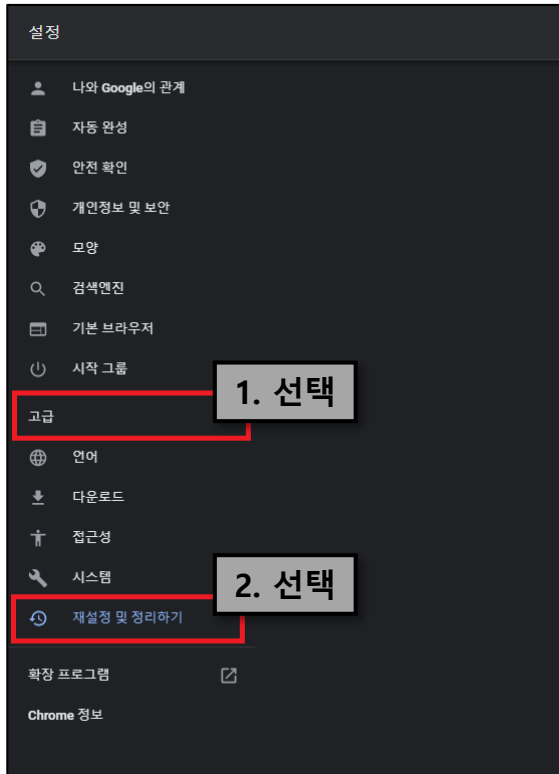 설정
나와 Google의 관계
자동 완성
안전 확인
개인정보 및 보안
모양
검색엔진
기본 브라우저
시작 그룹
1. 선택
고급
언어
다운로드
접근성
시스템
2. 선택
재설정 및 정리하기
확장 프로그램
Chrome 정보